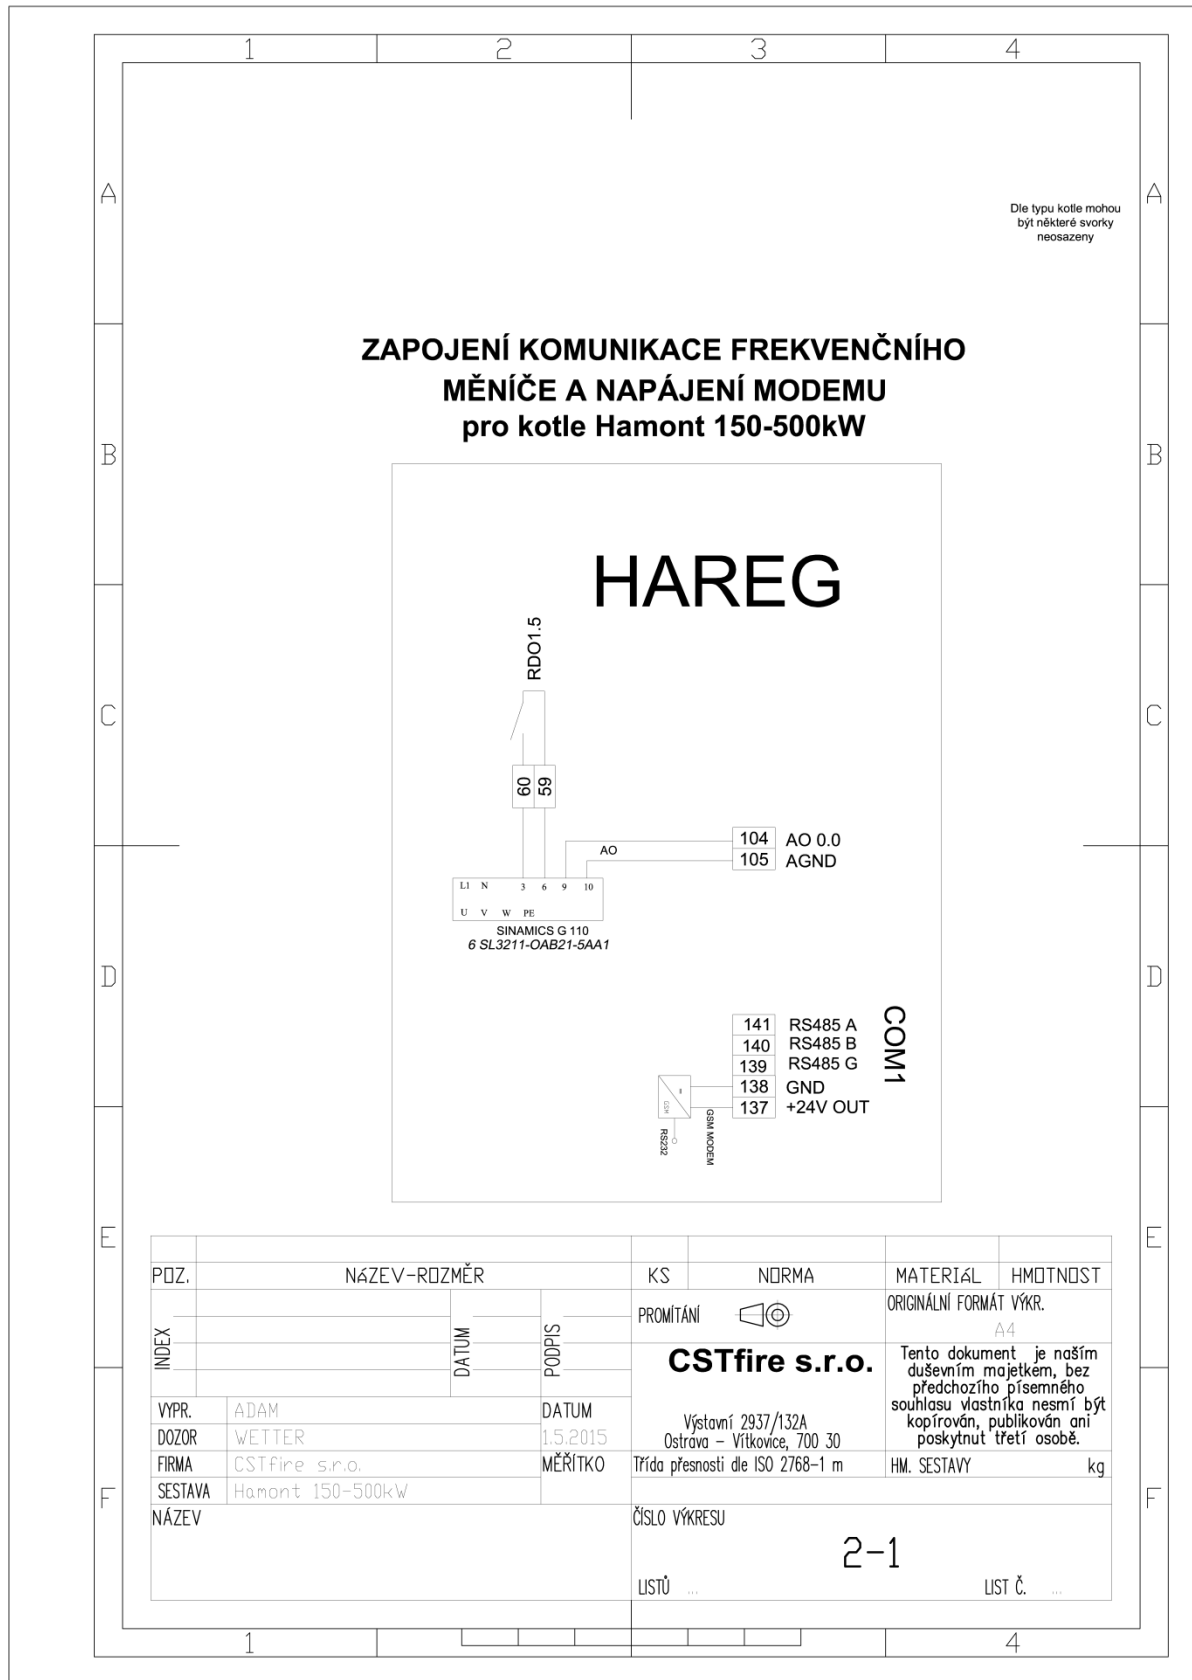 1 2 3 4
A A
Dle typu kotle mohou
být některé svorky
neosazeny
ZAPOJENÍ KOMUNIKACE FREKVENČNÍHO
MĚNÍČE A NAPÁJENÍ MODEMU
pro kotle Hamont 150-500kW
B B
HAREG
RDO1.5
C C
60 59
104 AO 0.0
AO
105 AGND
L1 N 3 6 9 10
U V W PE
SINAMICS G 110
6 SL3211-OAB21-5AA1
D D
COM1
141 RS485 A
140 RS485 B
139 RS485 G
138 GND
137 +24V OUT
GSM
GSM MODEM
RS232
E E
POZ. NáZEV-ROZMĚR KS NORMA MATERIáL HMOTNOST
INDEX DATUM PODPIS
PROMÍTÁNÍ
ORIGINÁLNÍ FORMÁT VÝKR.
A4
CSTfire s.r.o.
Výstavní 2937/132A
Ostrava – Vítkovice, 700 30
Tento dokument je naším
duševním majetkem, bez
předchozího písemného
souhlasu vlastníka nesmí být
kopírován, publikován ani
poskytnut třetí osobě.
VYPR. ADAM DATUM
DOZOR WETTER 1.5.2015
FIRMA CSTfire s.r.o. MĚŘÍTKO
Třída přesnosti dle ISO 2768–1 m
HM. SESTAVY kg
SESTAVA Hamont 150-500kW
F F
NÁZEV
ČÍSLO VÝKRESU
2-1
LISTŮ ... LIST Č. ...
1 4